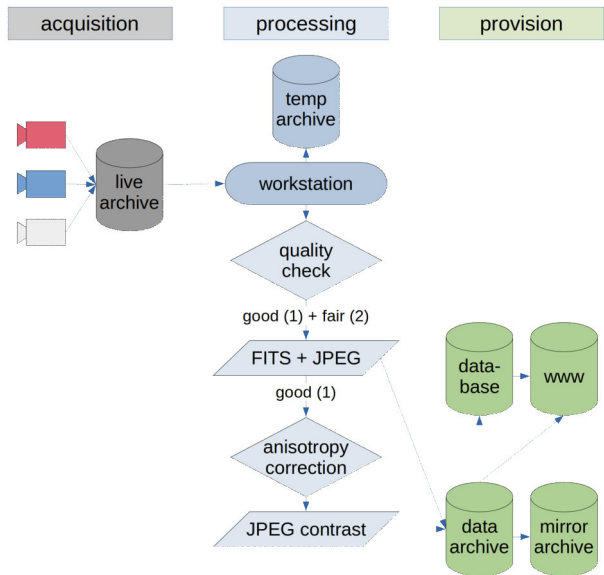 acquisition
processing
provision
temp
archive
live
archive
workstation
quality
check
good (1) + fair (2)
FITS + JPEG
good (1)
anisotropy
correction
JPEG contrast
data-
base
www
data
archive
mirror
archive